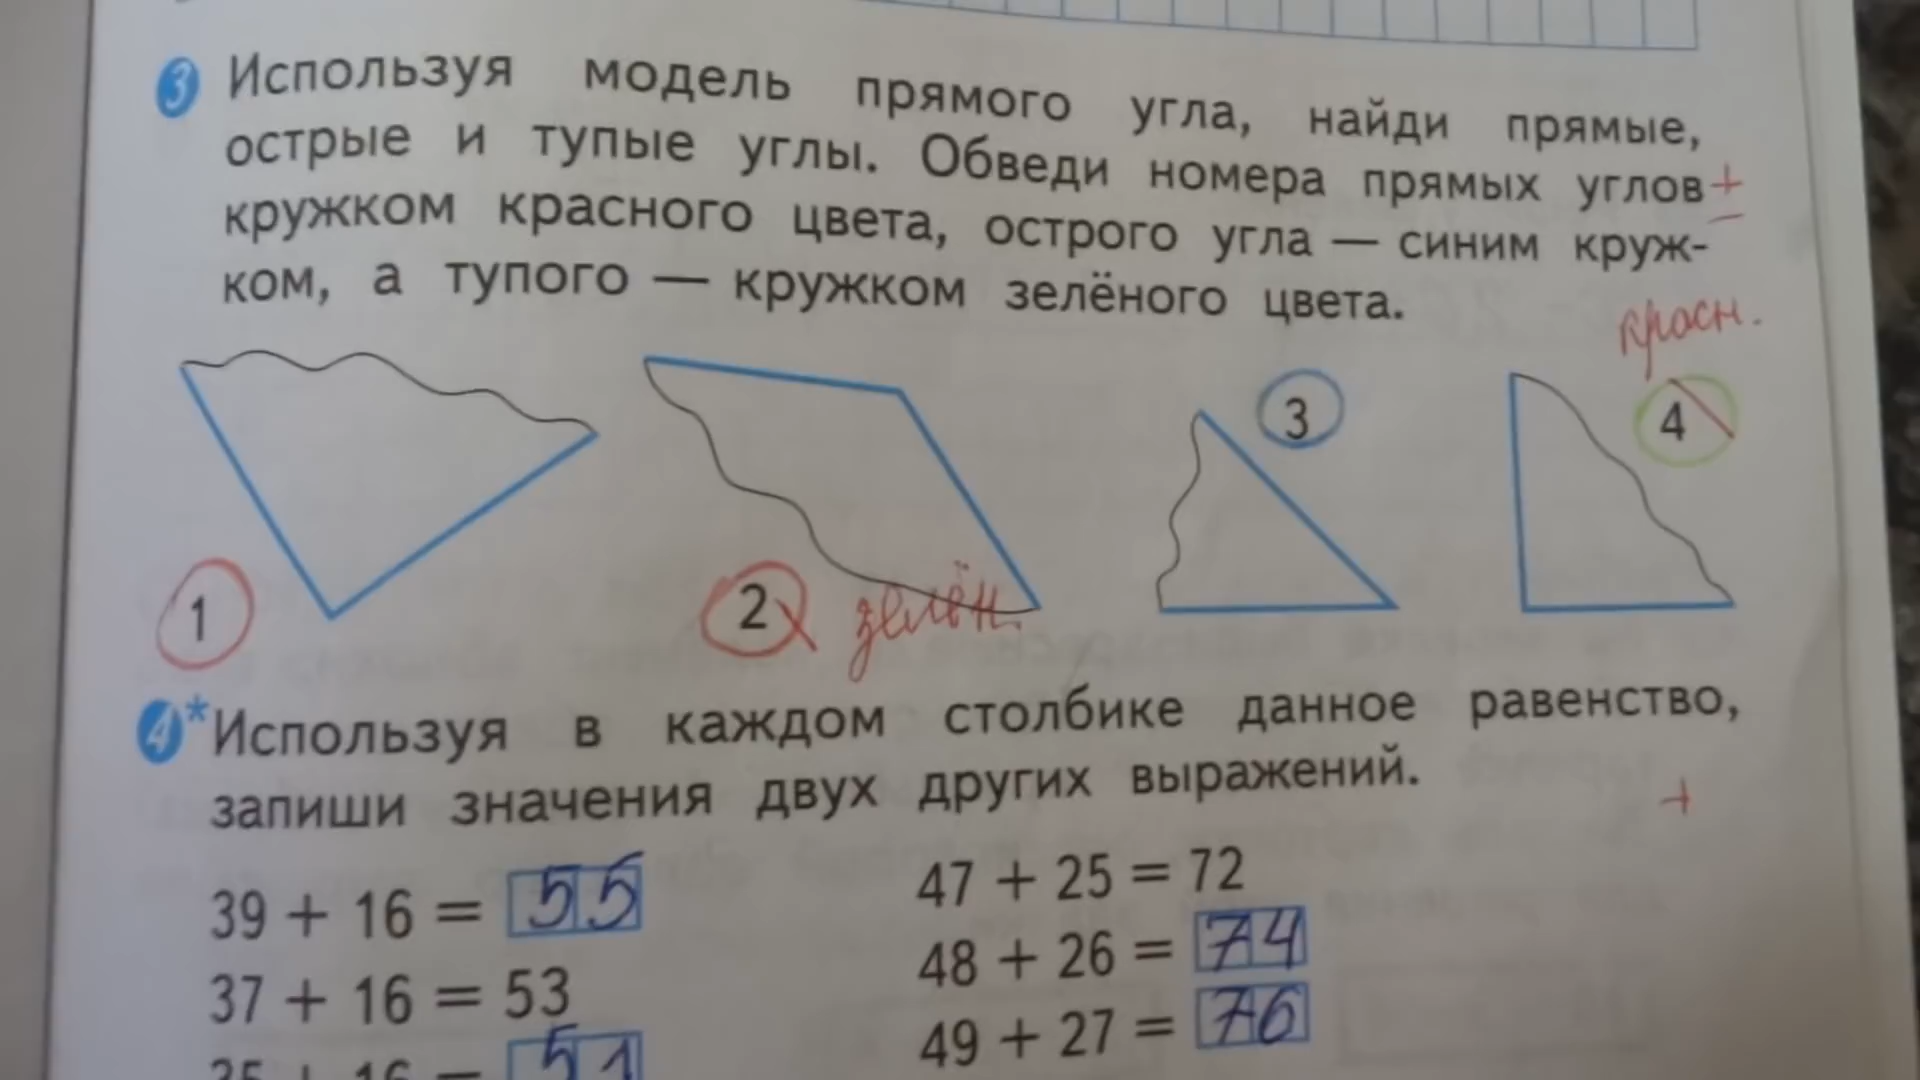 3 Используя модель прямого угла, найди прямые,
острые и тупые углы. Обведи номера прямых углов +
кружком красного цвета, острого угла — синим круж-
ком, а тупого — кружком зелёного цвета.
красн.
3
4
1
2
зелён.
4* Используя в каждом столбике данное равенство,
запиши значения двух других выражений.
+
39 + 16 = 55
47 + 25 = 72
48 + 26 = 74
37 + 16 = 53
49 + 27 = 76
35 + 16 = 51